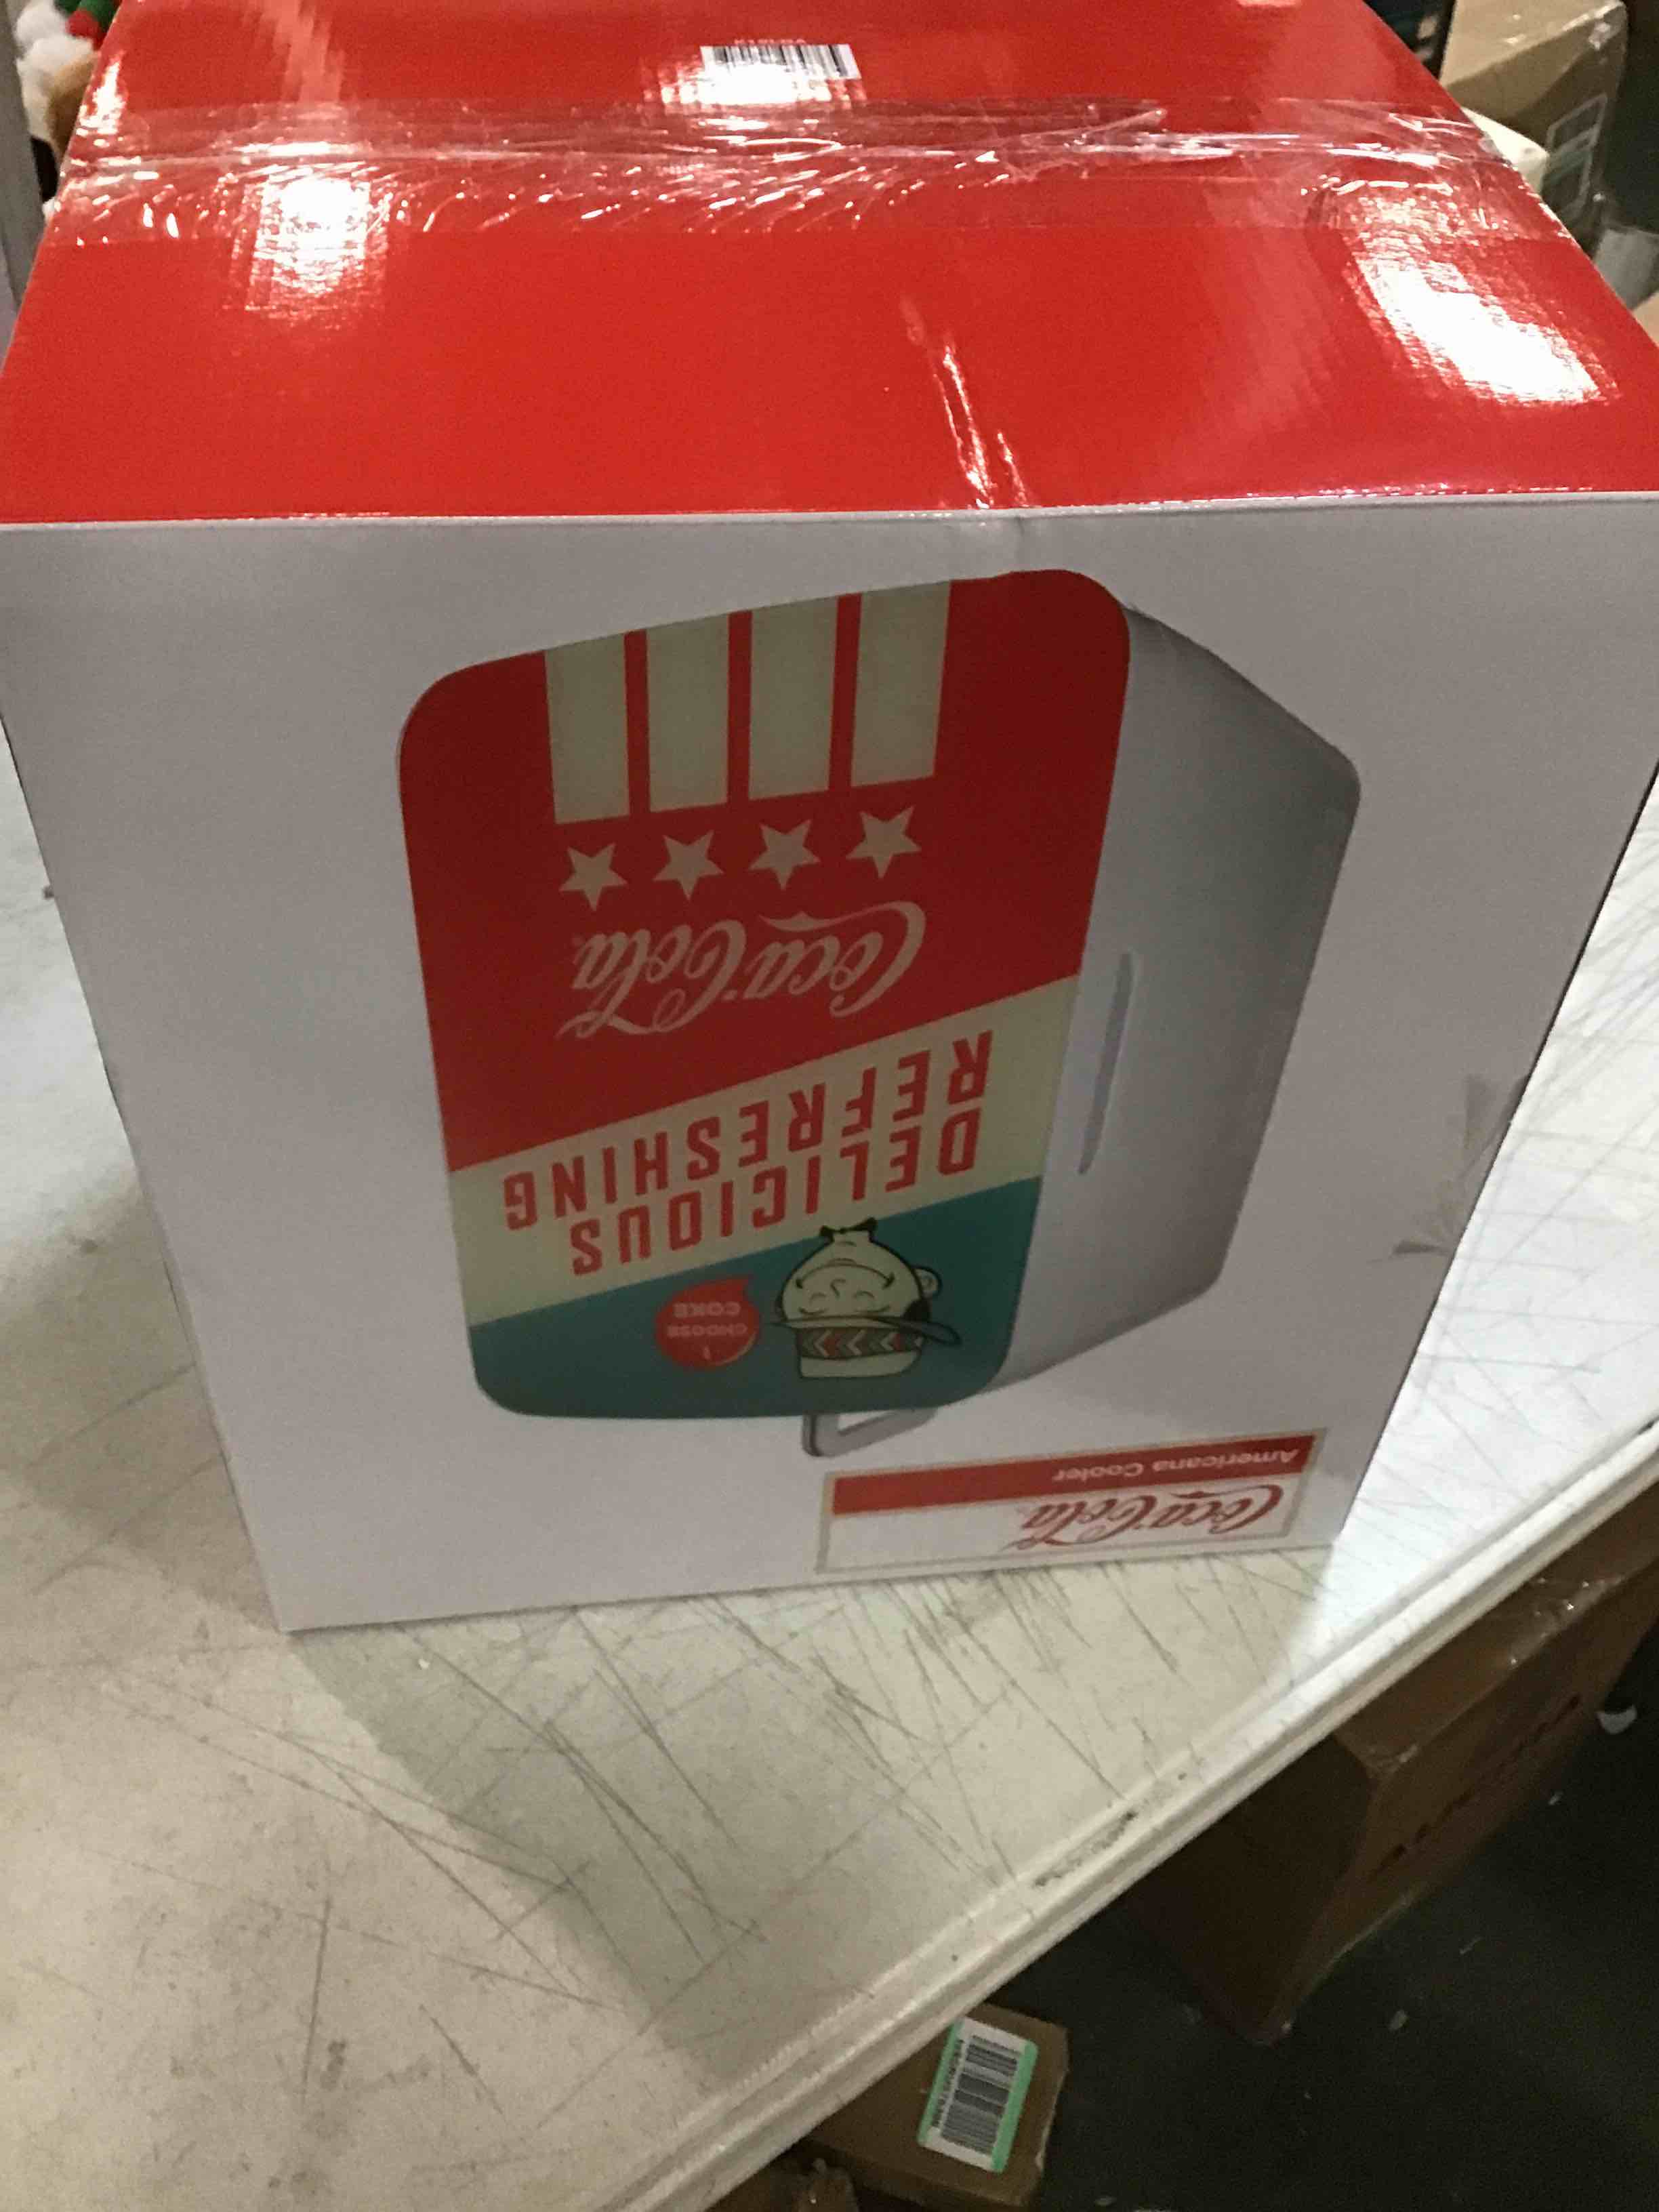 Coca-Cola
Americana Cooler
I
CHOOSE
COKE
DELICIOUS
REFRESHING
Coca-Cola